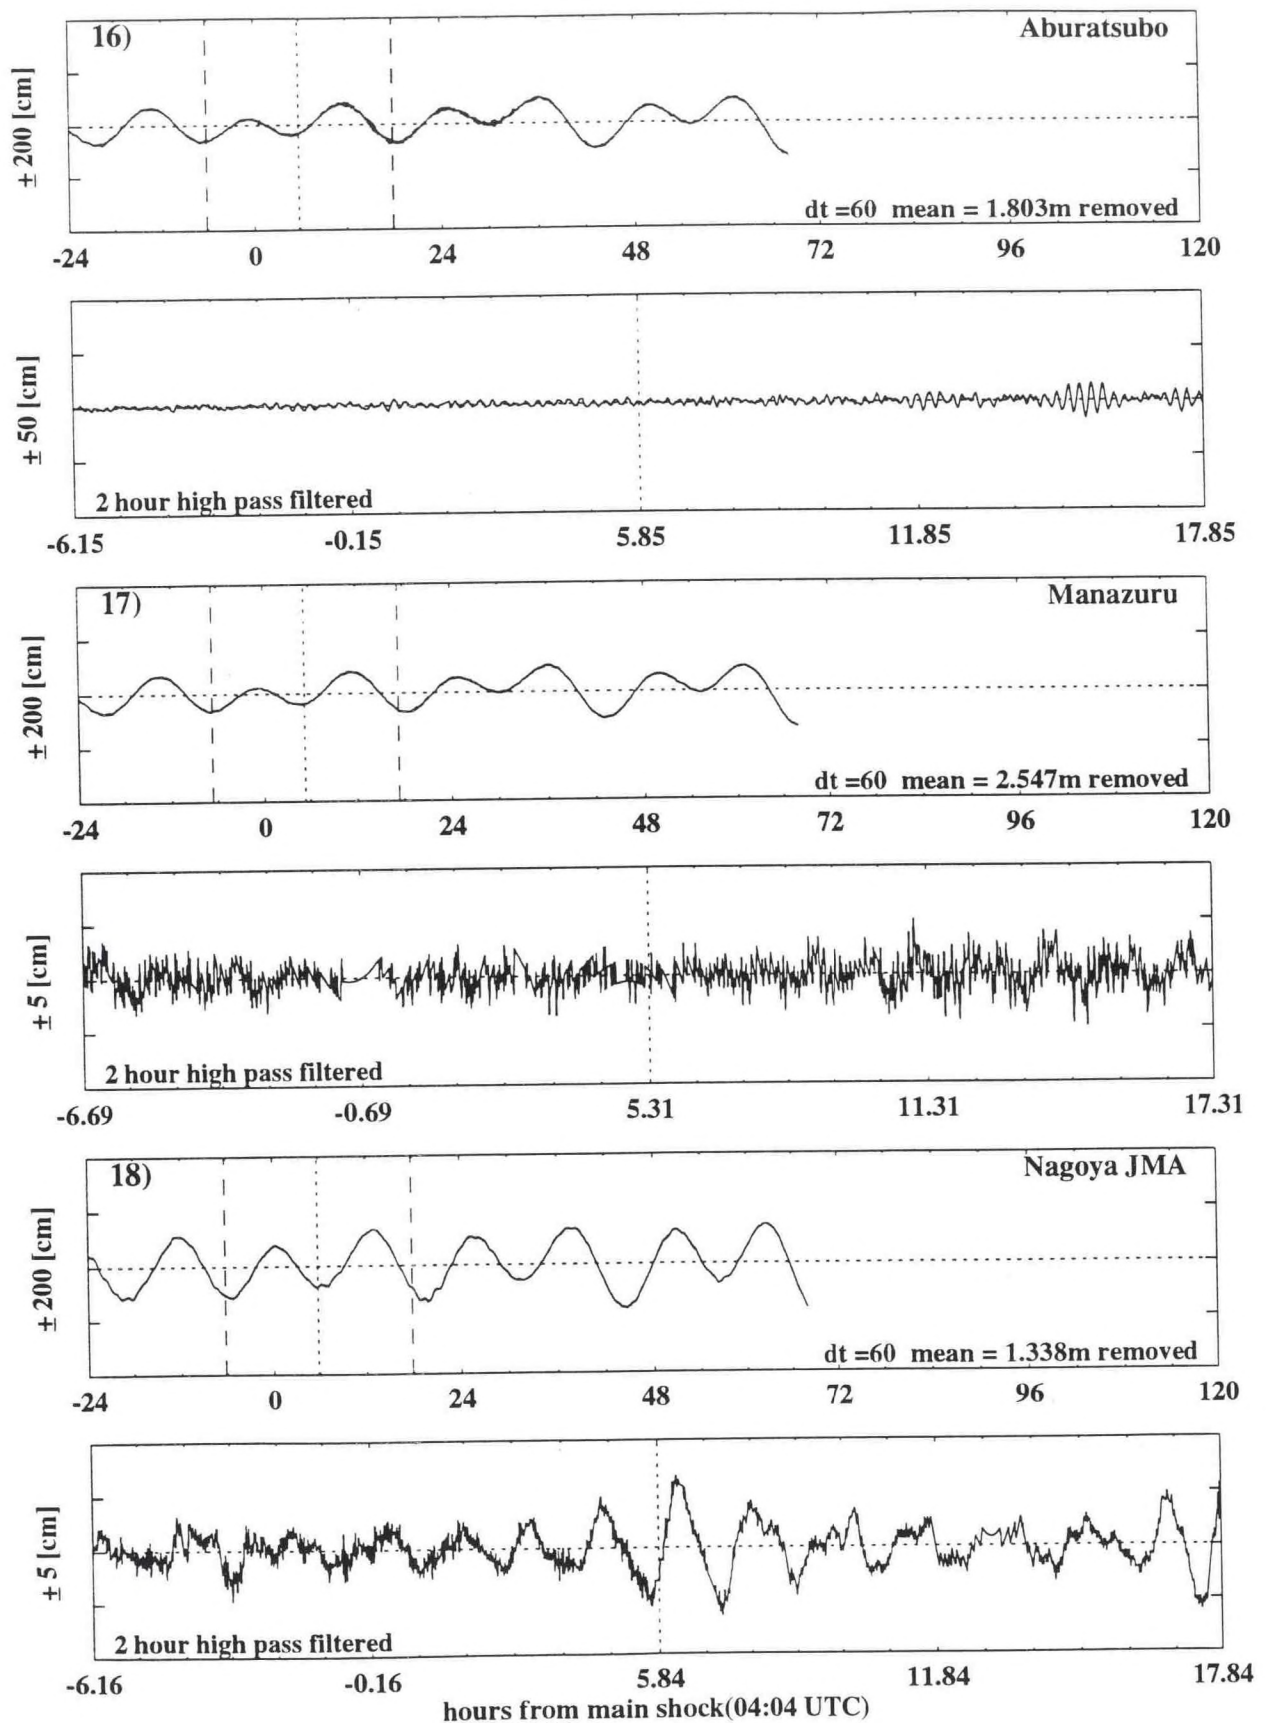 16) Aburatsubo
± 200 [cm]
dt =60 mean = 1.803m removed
-24 0 24 48 72 96 120
± 50 [cm]
2 hour high pass filtered
-6.15 -0.15 5.85 11.85 17.85
17) Manazuru
± 200 [cm]
dt =60 mean = 2.547m removed
-24 0 24 48 72 96 120
± 5 [cm]
2 hour high pass filtered
-6.69 -0.69 5.31 11.31 17.31
18) Nagoya JMA
± 200 [cm]
dt =60 mean = 1.338m removed
-24 0 24 48 72 96 120
± 5 [cm]
2 hour high pass filtered
-6.16 -0.16 5.84 11.84 17.84
hours from main shock(04:04 UTC)